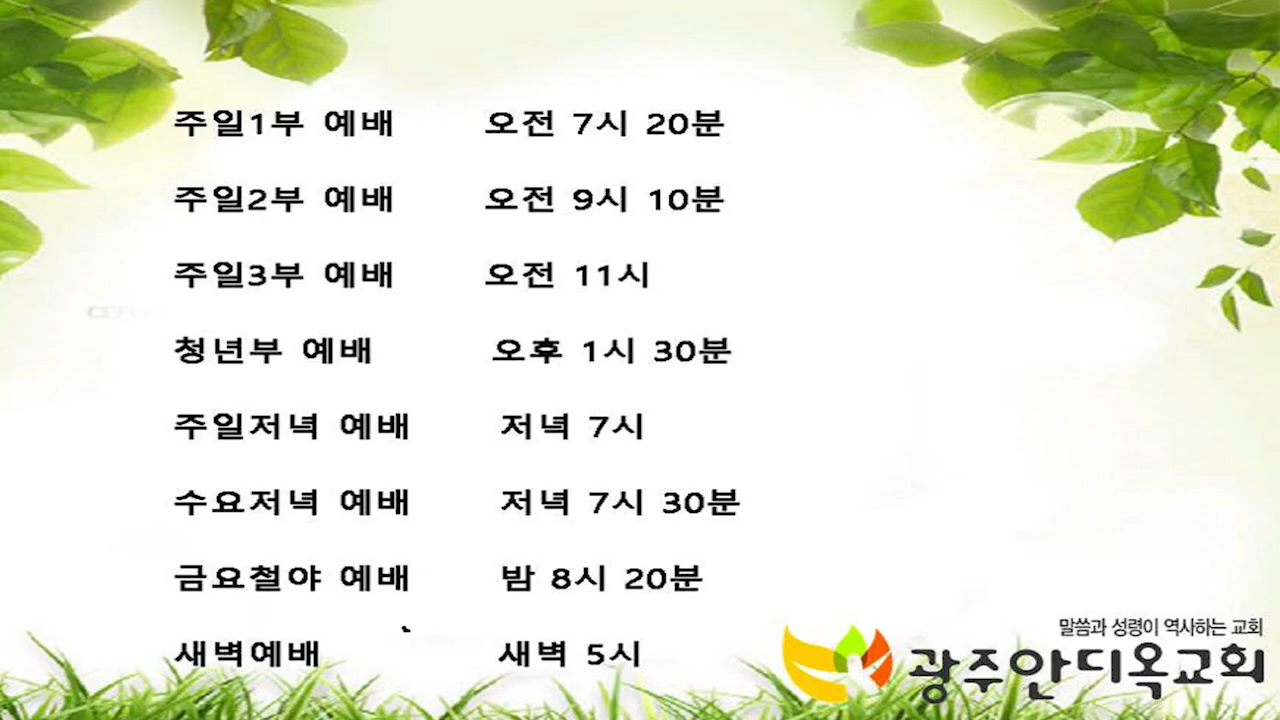 주일1부 예배 오전 7시 20분
주일2부 예배 오전 9시 10분
주일3부 예배 오전 11시
청년부 예배 오후 1시 30분
주일저녁 예배 저녁 7시
수요저녁 예배 저녁 7시 30분
금요철야 예배 밤 8시 20분
새벽예배 새벽 5시
말씀과 성령이 역사하는 교회
광주안디옥교회